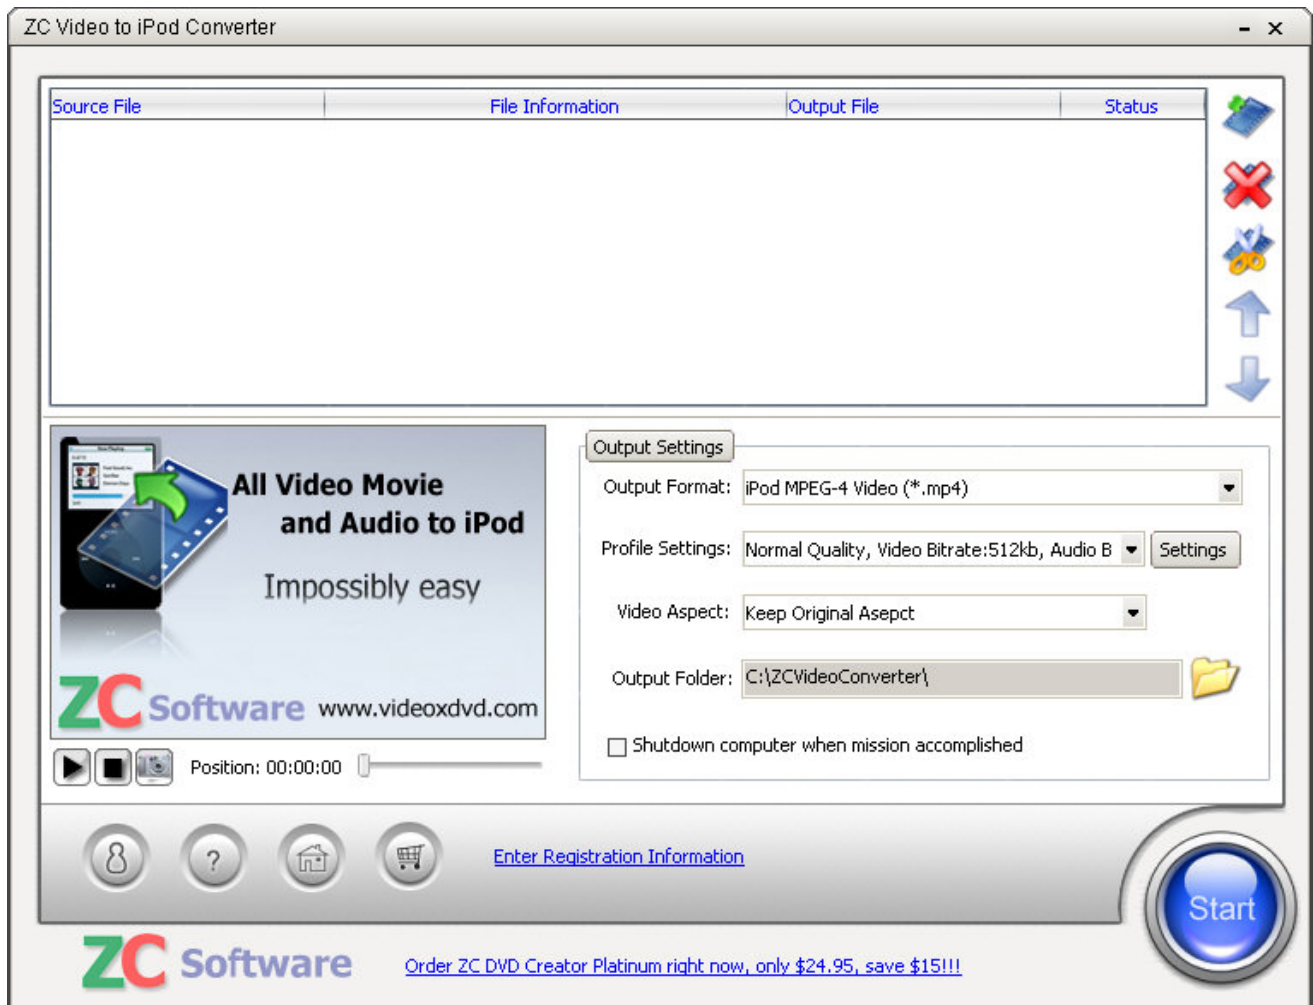 ZC Video to iPod Converter
Source File File Information Output File Status
All Video Movie
and Audio to iPod
Impossibly easy
ZC Software www.videoxdvd.com
Position: 00:00:00
Output Settings
Output Format: iPod MPEG-4 Video (*.mp4)
Profile Settings: Normal Quality, Video Bitrate:512kb, Audio B Settings
Video Aspect: Keep Original Asepct
Output Folder: C:\ZCVideoConverter\
Shutdown computer when mission accomplished
?
Enter Registration Information
Start
ZC Software
Order ZC DVD Creator Platinum right now, only $24.95, save $15!!!